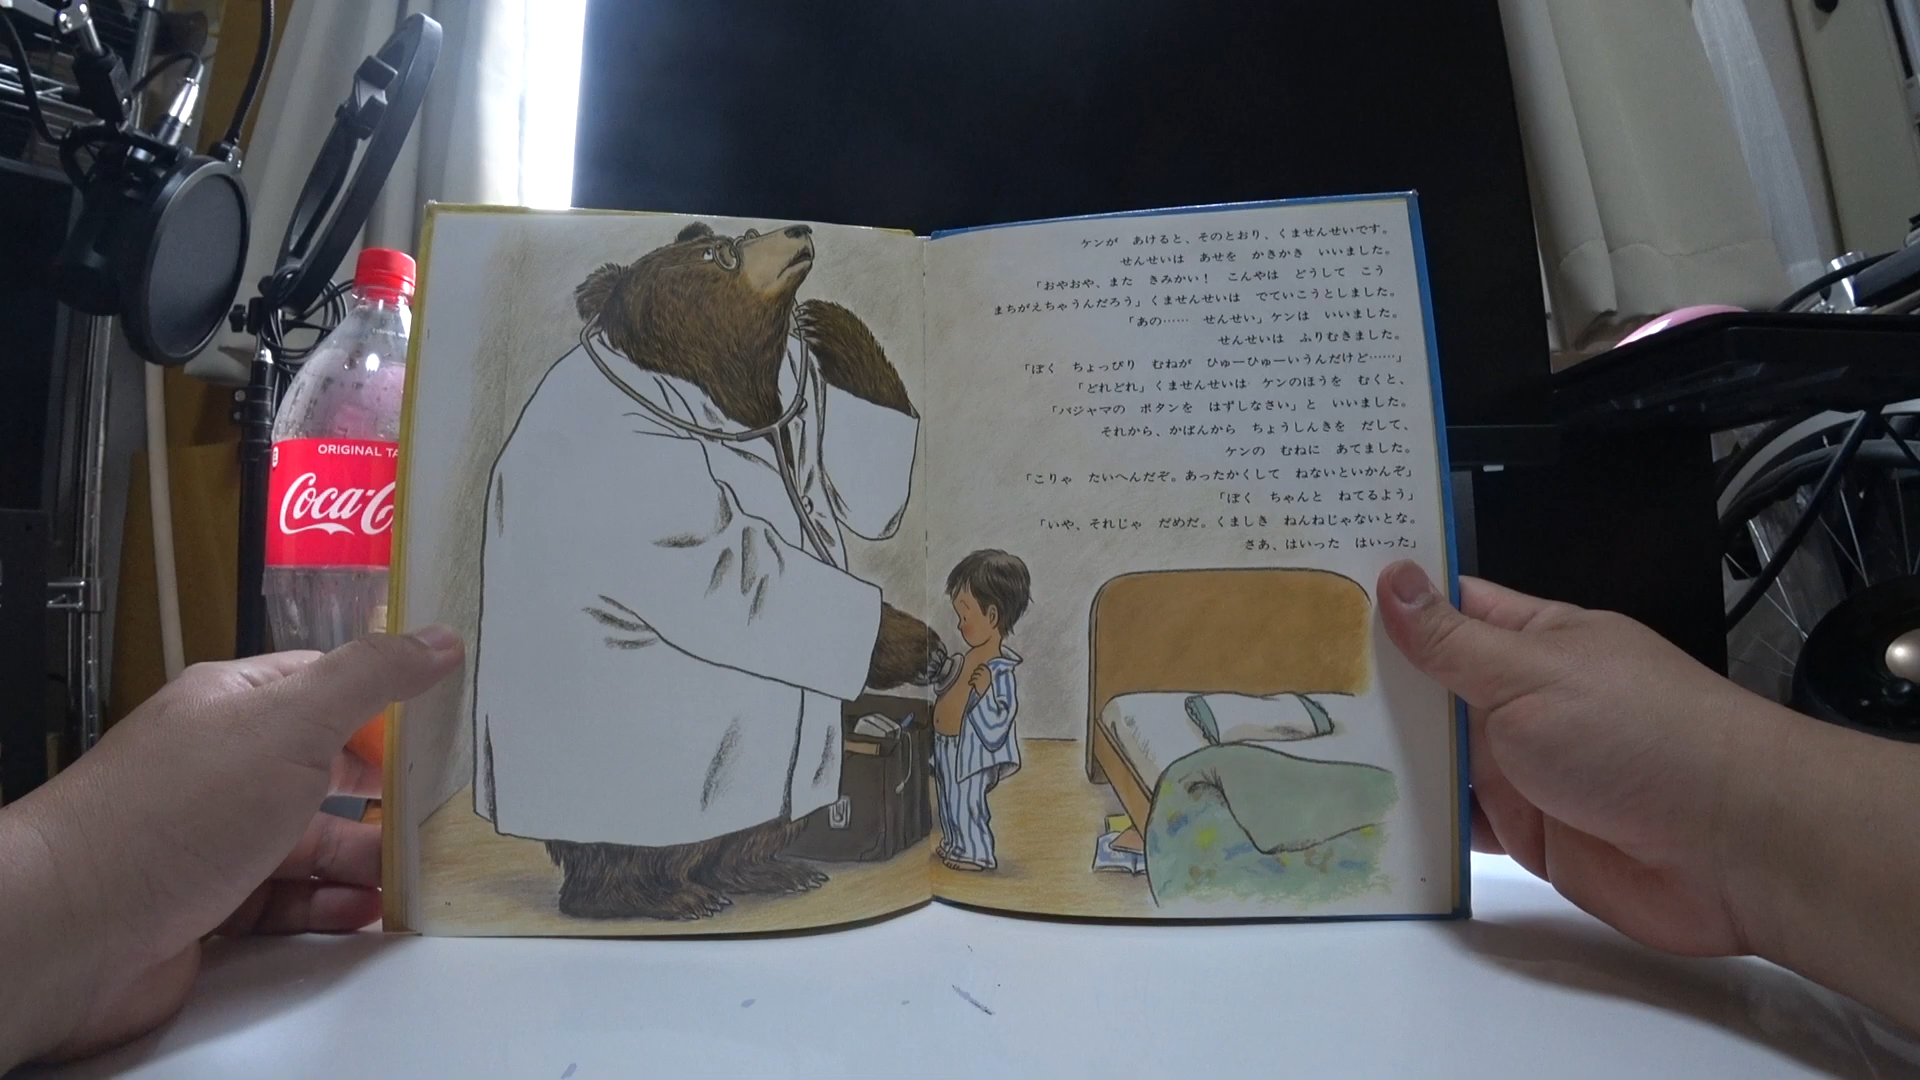 ORIGINAL TA
Coca-C
ケンが　あけると、そのとおり、くませんせいです。
せんせいは　あせを　かきかき　いいました。
「おやおや、また　きみかい！　こんやは　どうして　こう
まちがえちゃうんだろう」くませんせいは　でていこうとしました。
「あの……　せんせい」ケンは　いいました。
せんせいは　ふりむきました。
「ぼく　ちょっぴり　むねが　ひゅーひゅーいうんだけど……」
「どれどれ」くませんせいは　ケンのほうを　むくと、
「パジャマの　ボタンを　はずしなさい」と　いいました。
それから、かばんから　ちょうしんきを　だして、
ケンの　むねに　あてました。
「こりゃ　たいへんだぞ。あったかくして　ねないといかんぞ」
「ぼく　ちゃんと　ねてるよう」
「いや、それじゃ　だめだ。くましき　ねんねじゃないとな。
さあ、はいった　はいった」